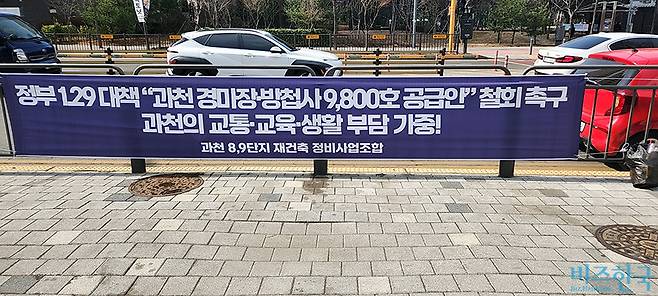 정부 1.29 대책 “과천 경마장·방첩사 9,800호 공급안” 철회 촉구
과천의 교통·교육·생활 부담 가중!
과천 8,9단지 재건축 정비사업조합
비즈한국
Biz.Hankook